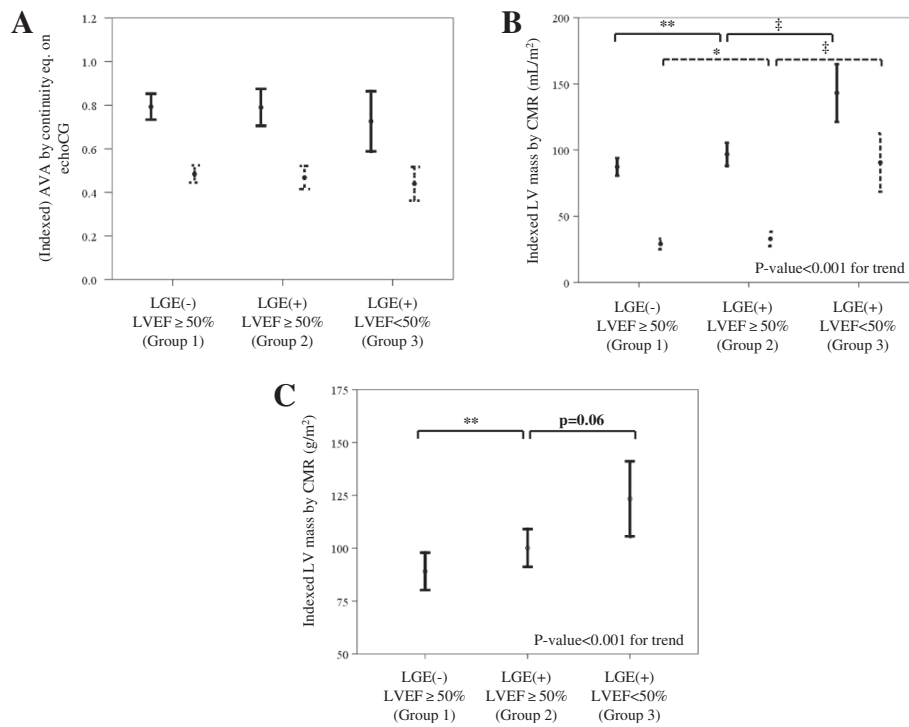 A
(Indexed) AVA by continuity eq. on
echoCG
1.2
1.0
0.8
0.6
0.4
0.2
0.0
LGE(-)
LVEF ≥ 50%
(Group 1)
LGE(+)
LVEF ≥ 50%
(Group 2)
LGE(+)
LVEF<50%
(Group 3)
B
Indexed LV mass by CMR (mL/m²)
200
150
100
50
0
**
‡
*
‡
P-value<0.001 for trend
LGE(-)
LVEF ≥ 50%
(Group 1)
LGE(+)
LVEF ≥ 50%
(Group 2)
LGE(+)
LVEF<50%
(Group 3)
C
Indexed LV mass by CMR (g/m²)
175
150
125
100
75
50
**
p=0.06
P-value<0.001 for trend
LGE(-)
LVEF ≥ 50%
(Group 1)
LGE(+)
LVEF ≥ 50%
(Group 2)
LGE(+)
LVEF<50%
(Group 3)